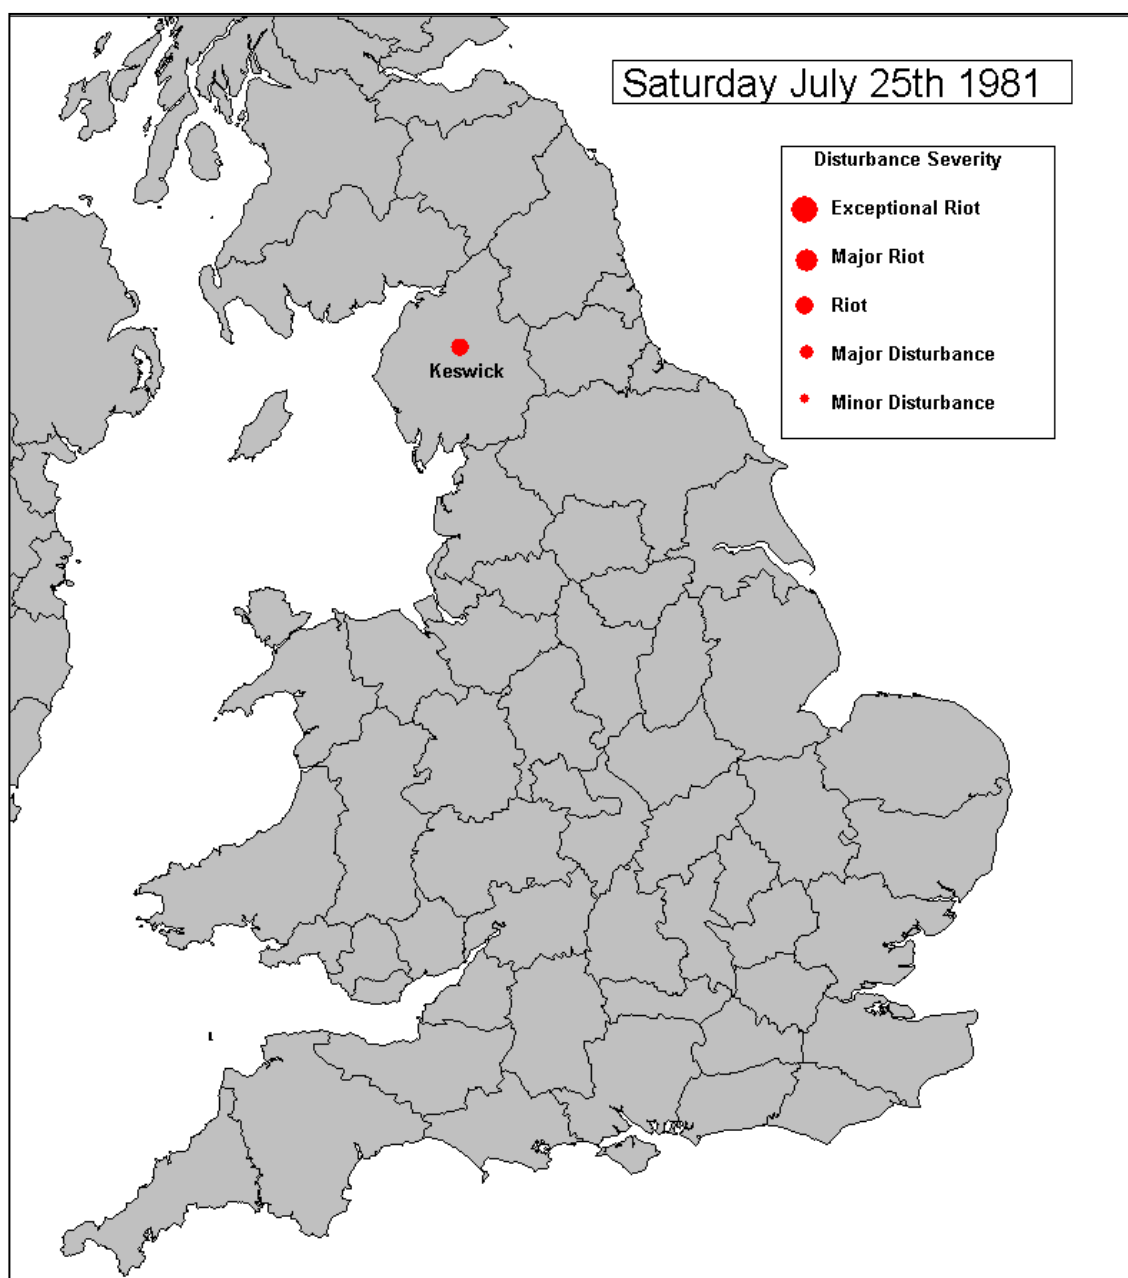 Saturday July 25th 1981
Disturbance Severity
Exceptional Riot
Major Riot
Riot
Major Disturbance
Minor Disturbance
Keswick